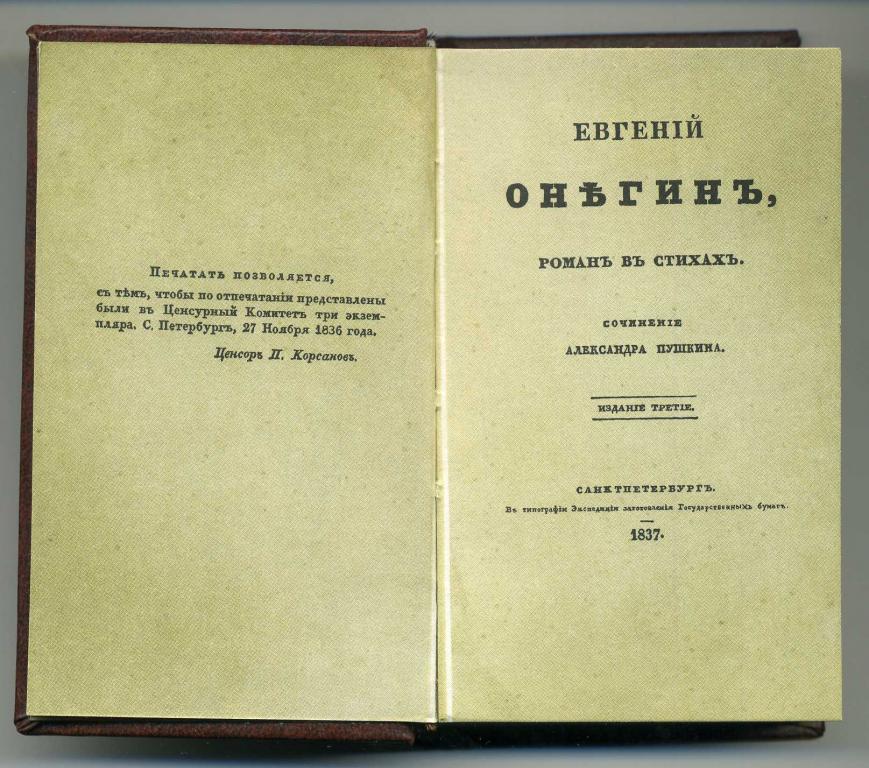 Печатать позволяется,
съ тѣмъ, чтобы по отпечатаніи представлены
были въ Ценсурный Комитетъ три экзем-
пляра. С. Петербургъ, 27 Ноября 1836 года.
Ценсоръ П. Корсаковъ.
ЕВГЕНІЙ
ОНѢГИНЪ,
РОМАНЪ ВЪ СТИХАХЪ.
СОЧИНЕНІЕ
АЛЕКСАНДРА ПУШКИНА.
ИЗДАНІЕ ТРЕТІЕ.
САНКТПЕТЕРБУРГЪ.
Въ типографіи Экспедиціи заготовленія Государственныхъ бумагъ.
1837.